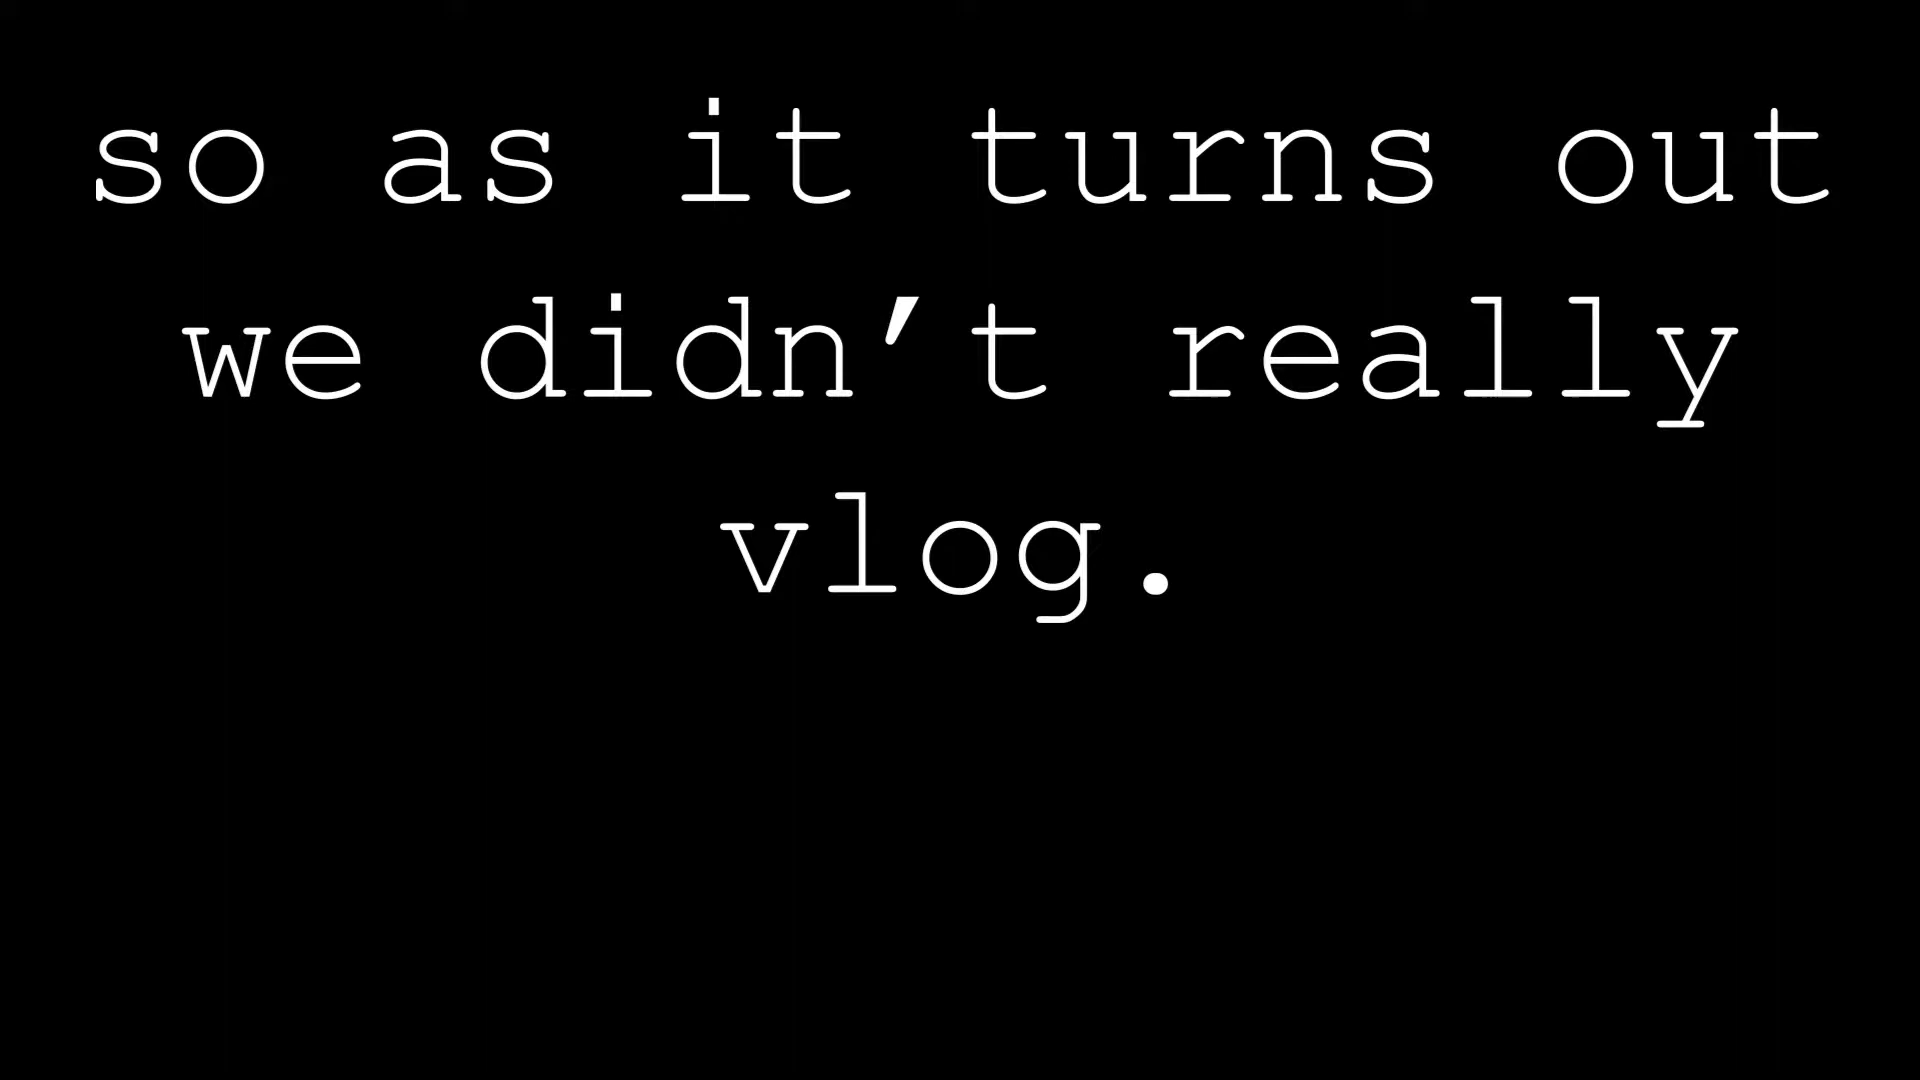 so as it turns out
we didn’t really
vlog.